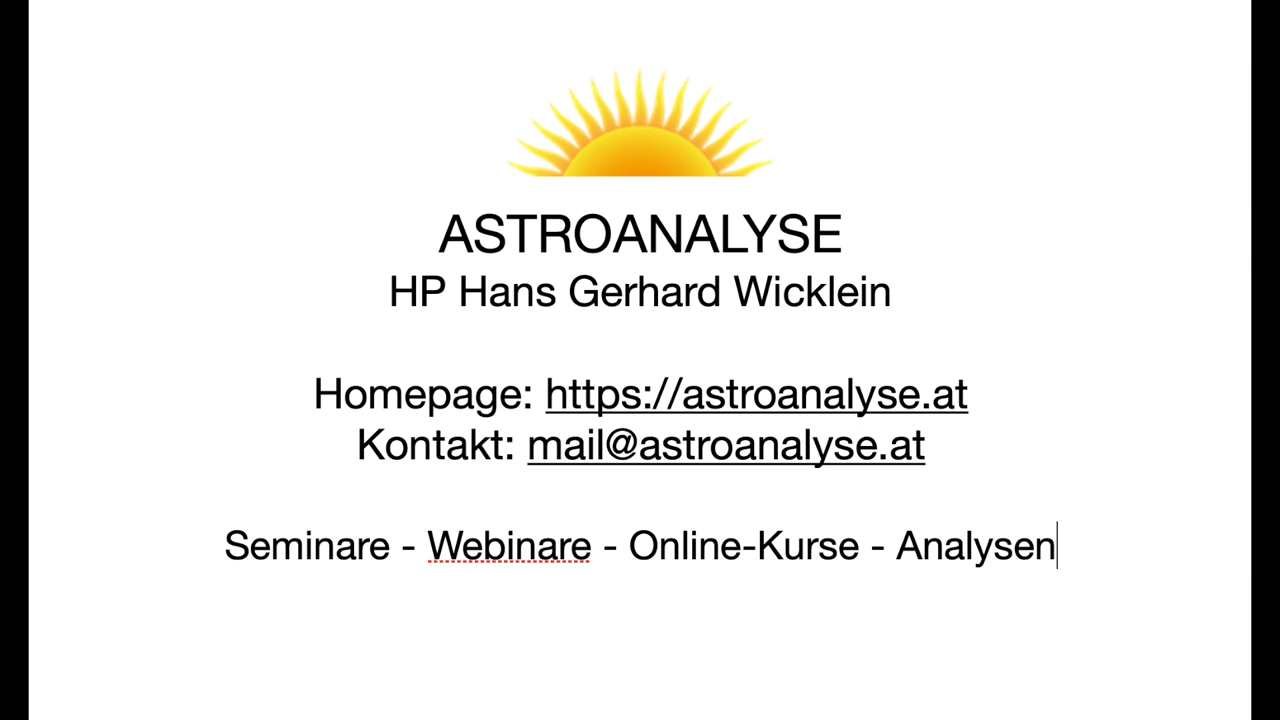 ASTROANALYSE
HP Hans Gerhard Wicklein
Homepage: https://astroanalyse.at
Kontakt: mail@astroanalyse.at
Seminare - Webinare - Online-Kurse - Analysen